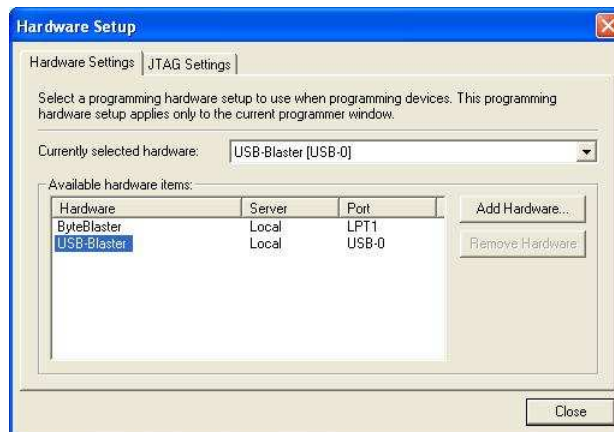 Hardware Setup
Hardware Settings JTAG Settings
Select a programming hardware setup to use when programming devices. This programming
hardware setup applies only to the current programmer window.
Currently selected hardware: USB-Blaster [USB-0]
Available hardware items:
Hardware Server Port
ByteBlaster Local LPT1
USB-Blaster Local USB-0
Add Hardware...
Remove Hardware
Close